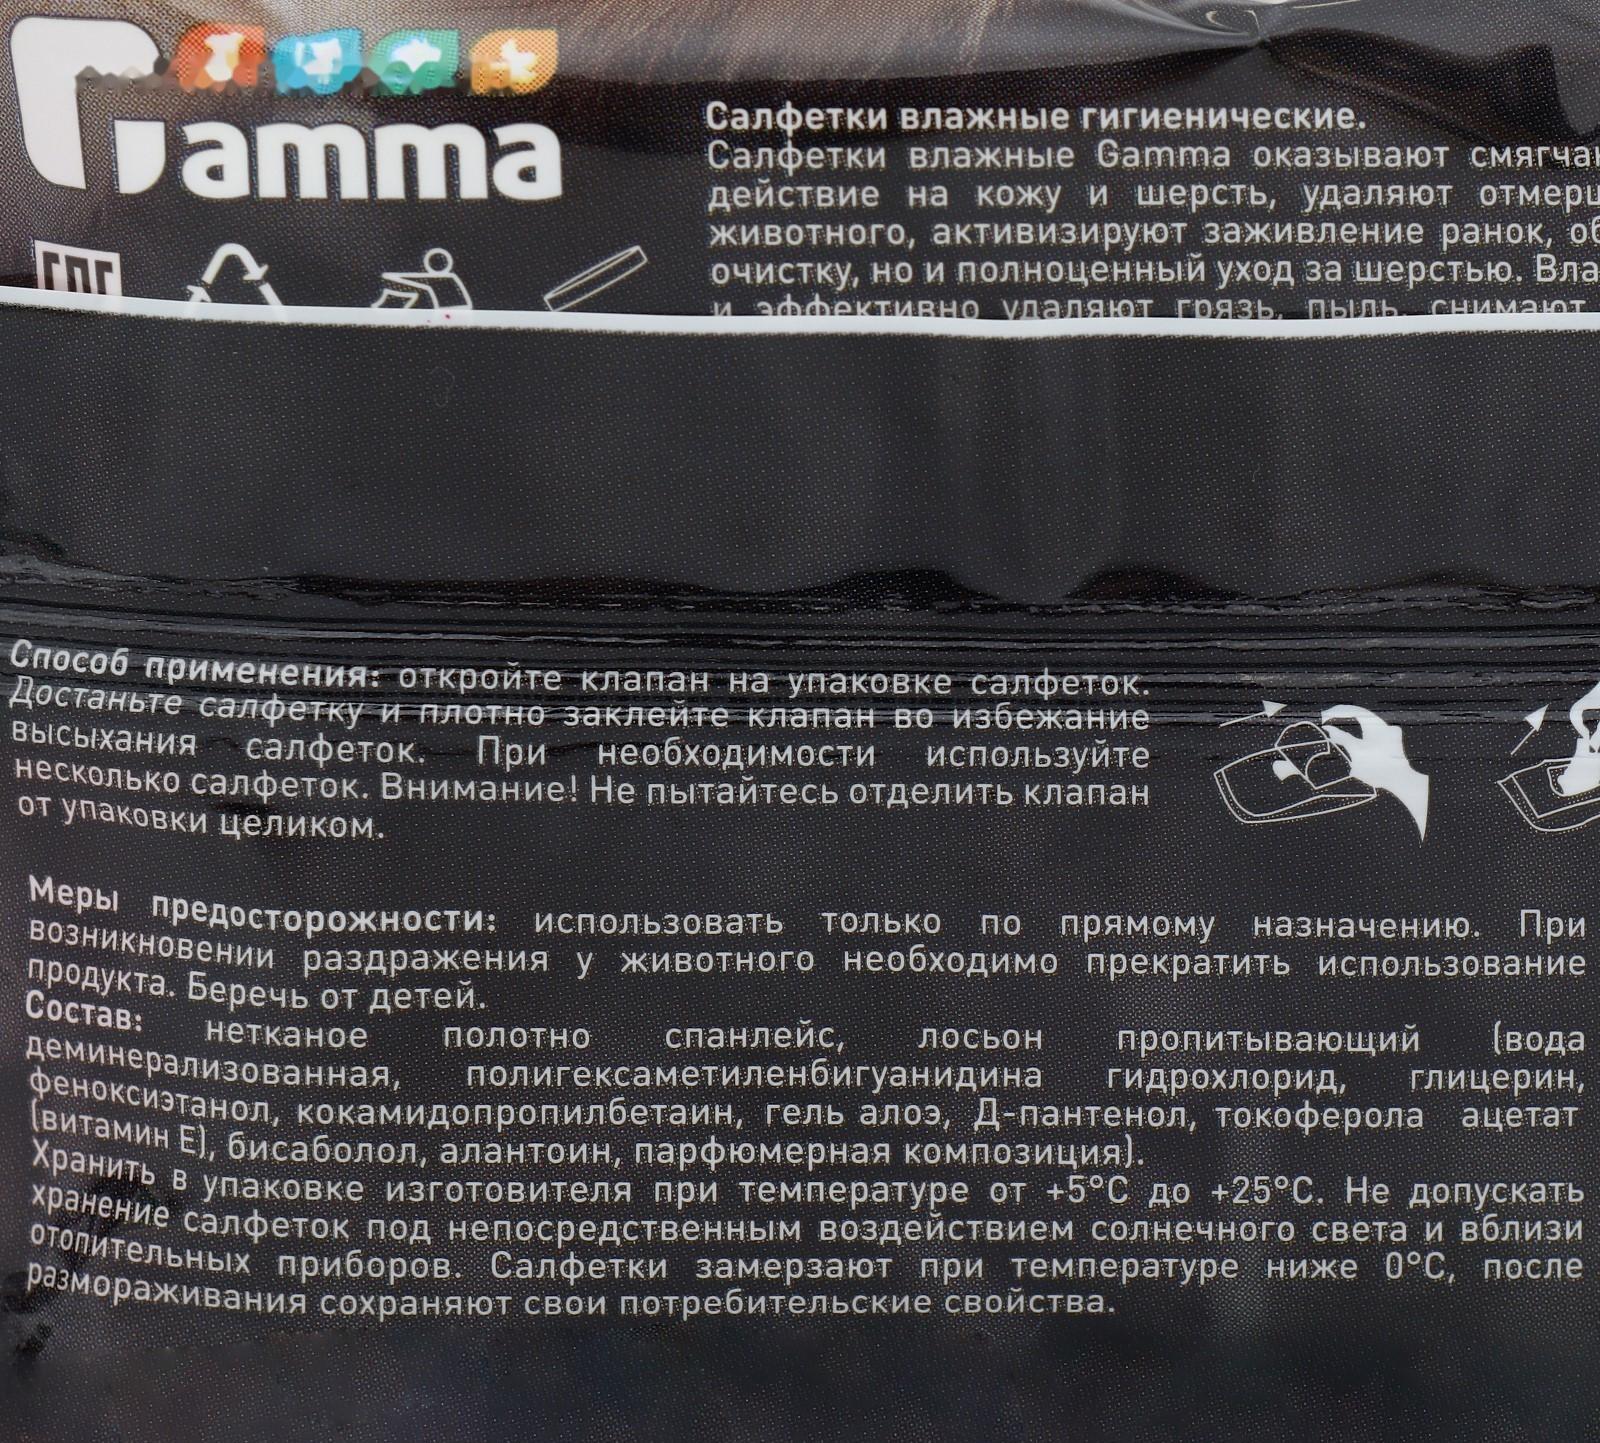 Gamma
Салфетки влажные гигиенические.
Салфетки влажные Gamma оказывают
действие на кожу и шерсть, удаляют
животного, активизируют заживление ранок,
очистку, но и полноценный уход за шерстью.
и эффективно удаляют грязь, пыль, снимают
Способ применения: откройте клапан на упаковке салфеток.
Достаньте салфетку и плотно заклейте клапан во избежание
высыхания салфеток. При необходимости используйте
несколько салфеток. Внимание! Не пытайтесь отделить клапан
от упаковки целиком.
Меры предосторожности: использовать только по прямому назначению. При
возникновении раздражения у животного необходимо прекратить использование
продукта. Беречь от детей.
Состав: нетканое полотно спанлейс, лосьон пропитывающий (вода
деминерализованная, полигексаметиленбигуанидина гидрохлорид, глицерин,
феноксиэтанол, кокамидопропилбетаин, гель алоэ, Д-пантенол, токоферола ацетат
(витамин Е), бисаболол, алантоин, парфюмерная композиция).
Хранить в упаковке изготовителя при температуре от +5°С до +25°С. Не допускать
хранение салфеток под непосредственным воздействием солнечного света и вблизи
отопительных приборов. Салфетки замерзают при температуре ниже 0°С, после
размораживания сохраняют свои потребительские свойства.